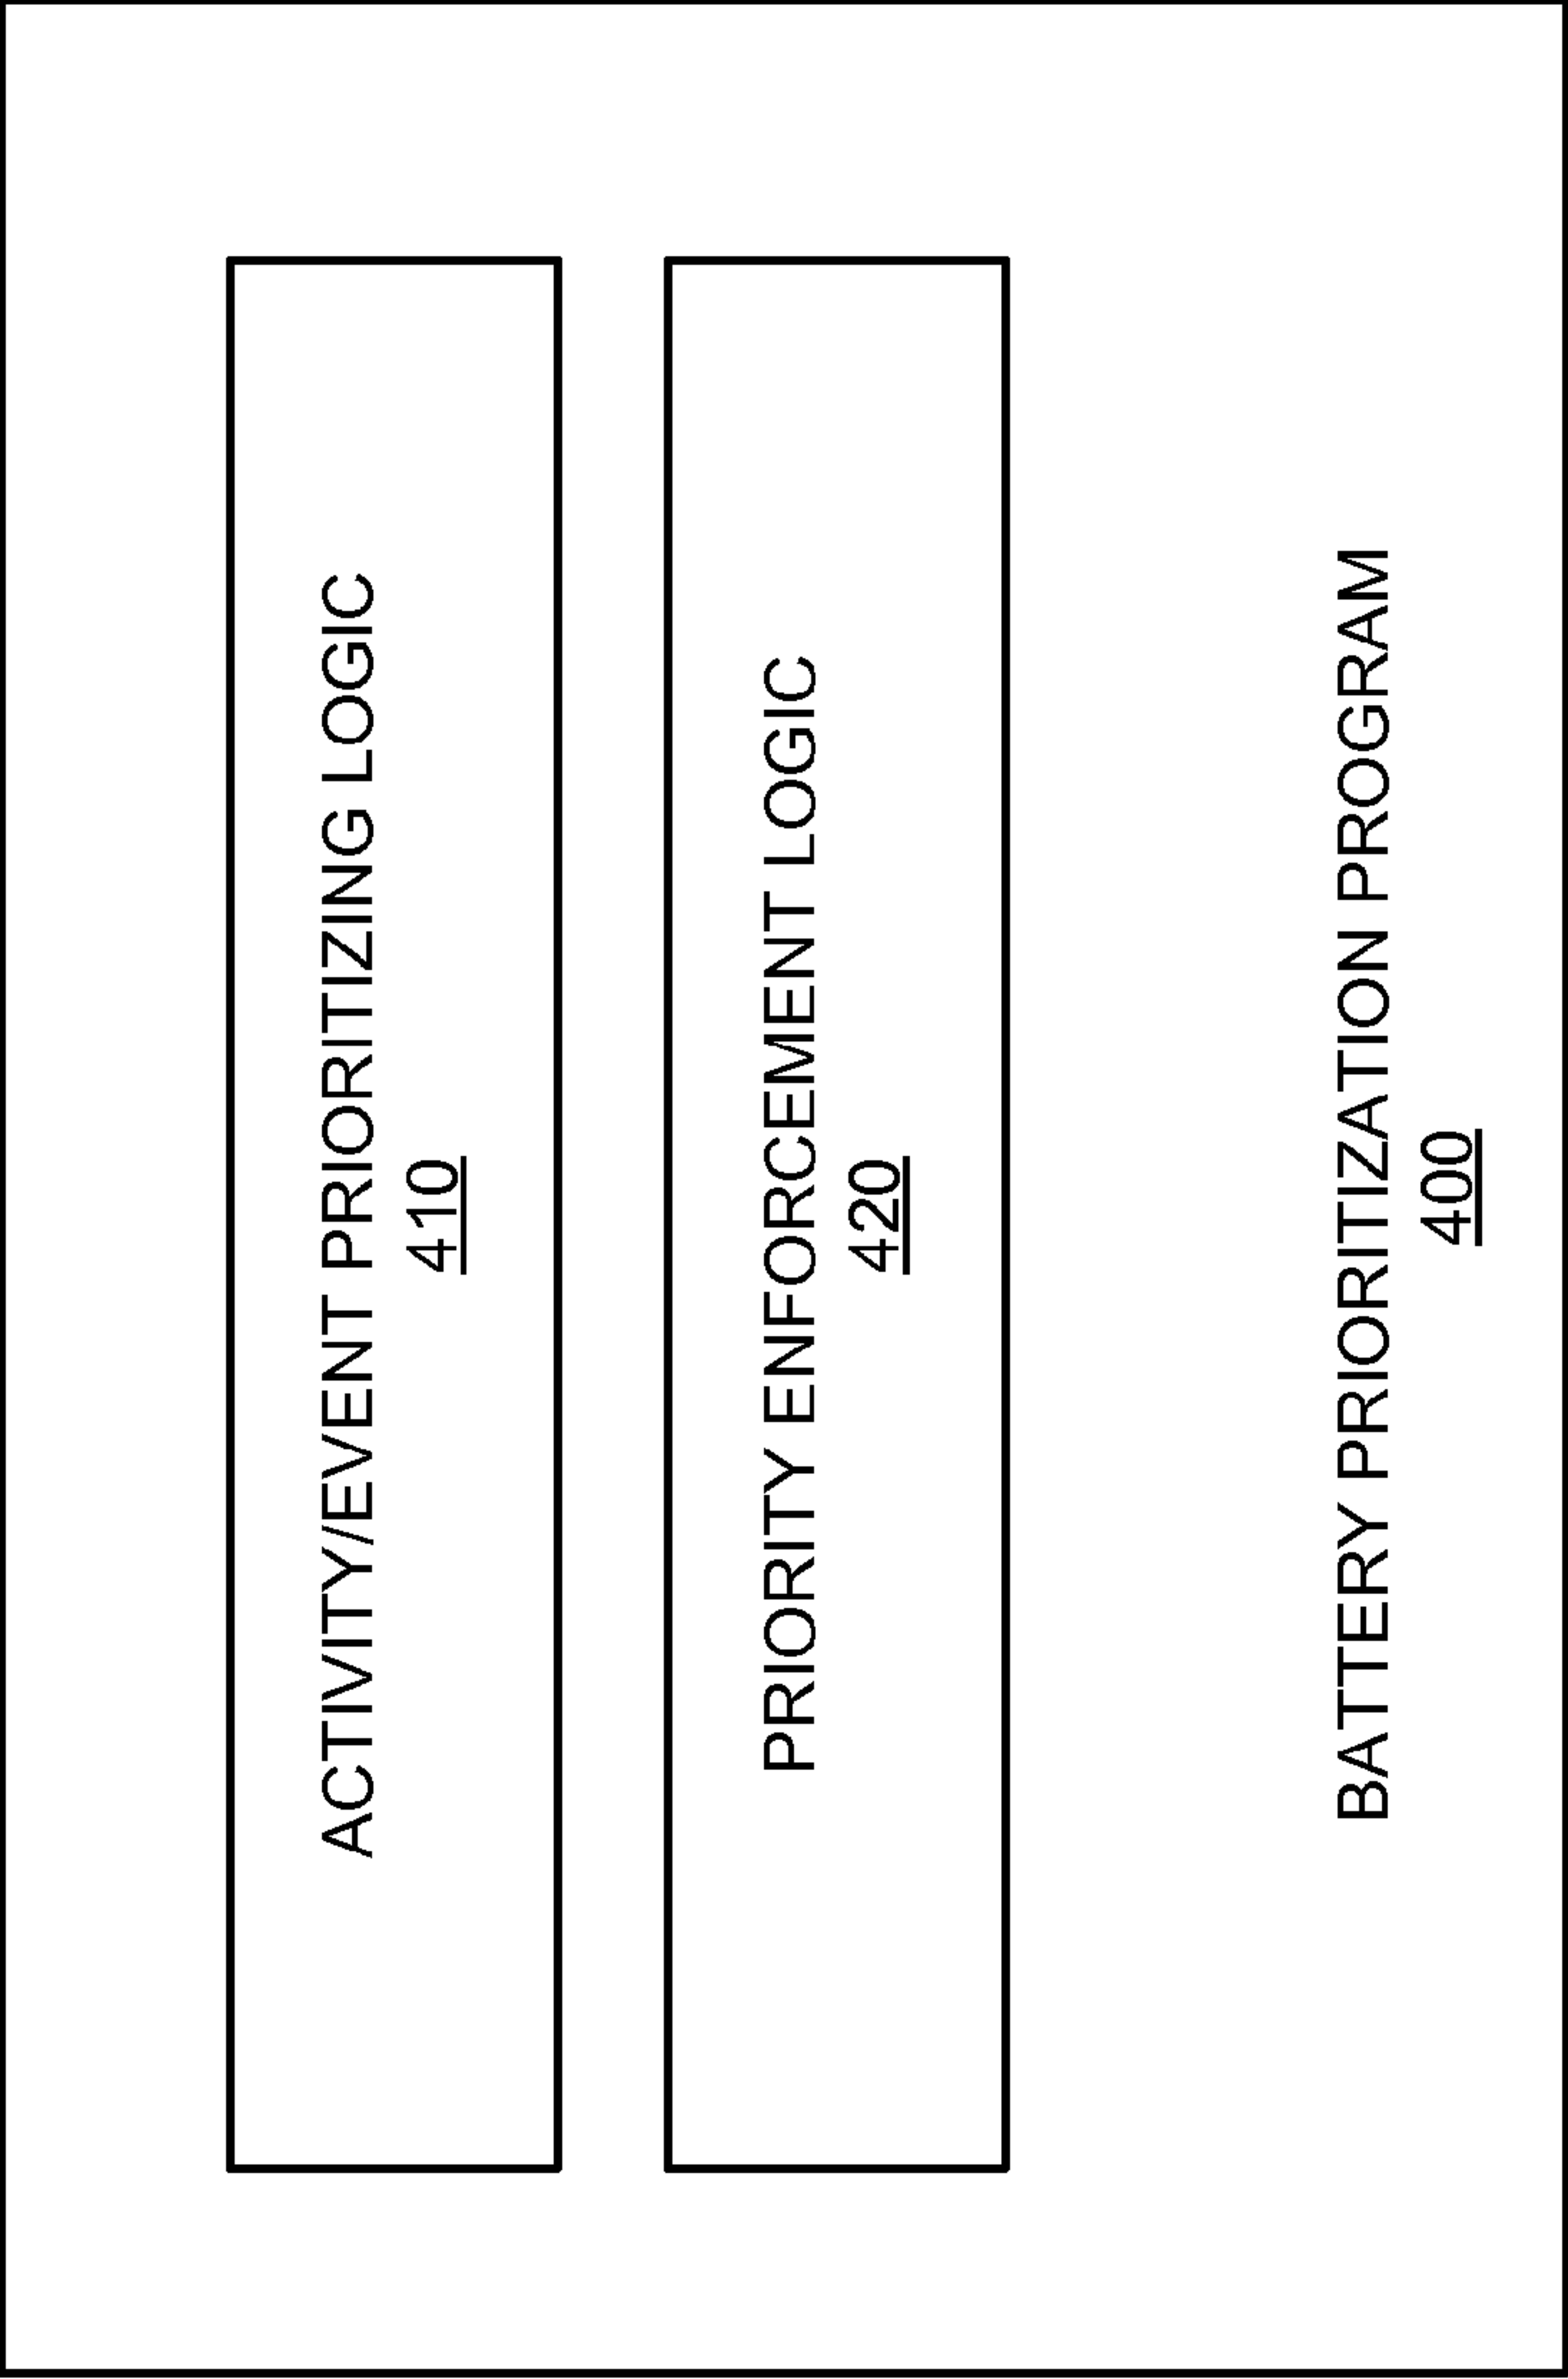 ACTIVITY/EVENT PRIORITIZING LOGIC
410
PRIORITY ENFORCEMENT LOGIC
420
BATTERY PRIORITIZATION PROGRAM
400